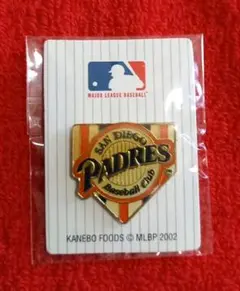 MAJOR LEAGUE BASEBALL
SAN DIEGO
PADRES
Baseball Club
KANEBO FOODS © MLBP 2002